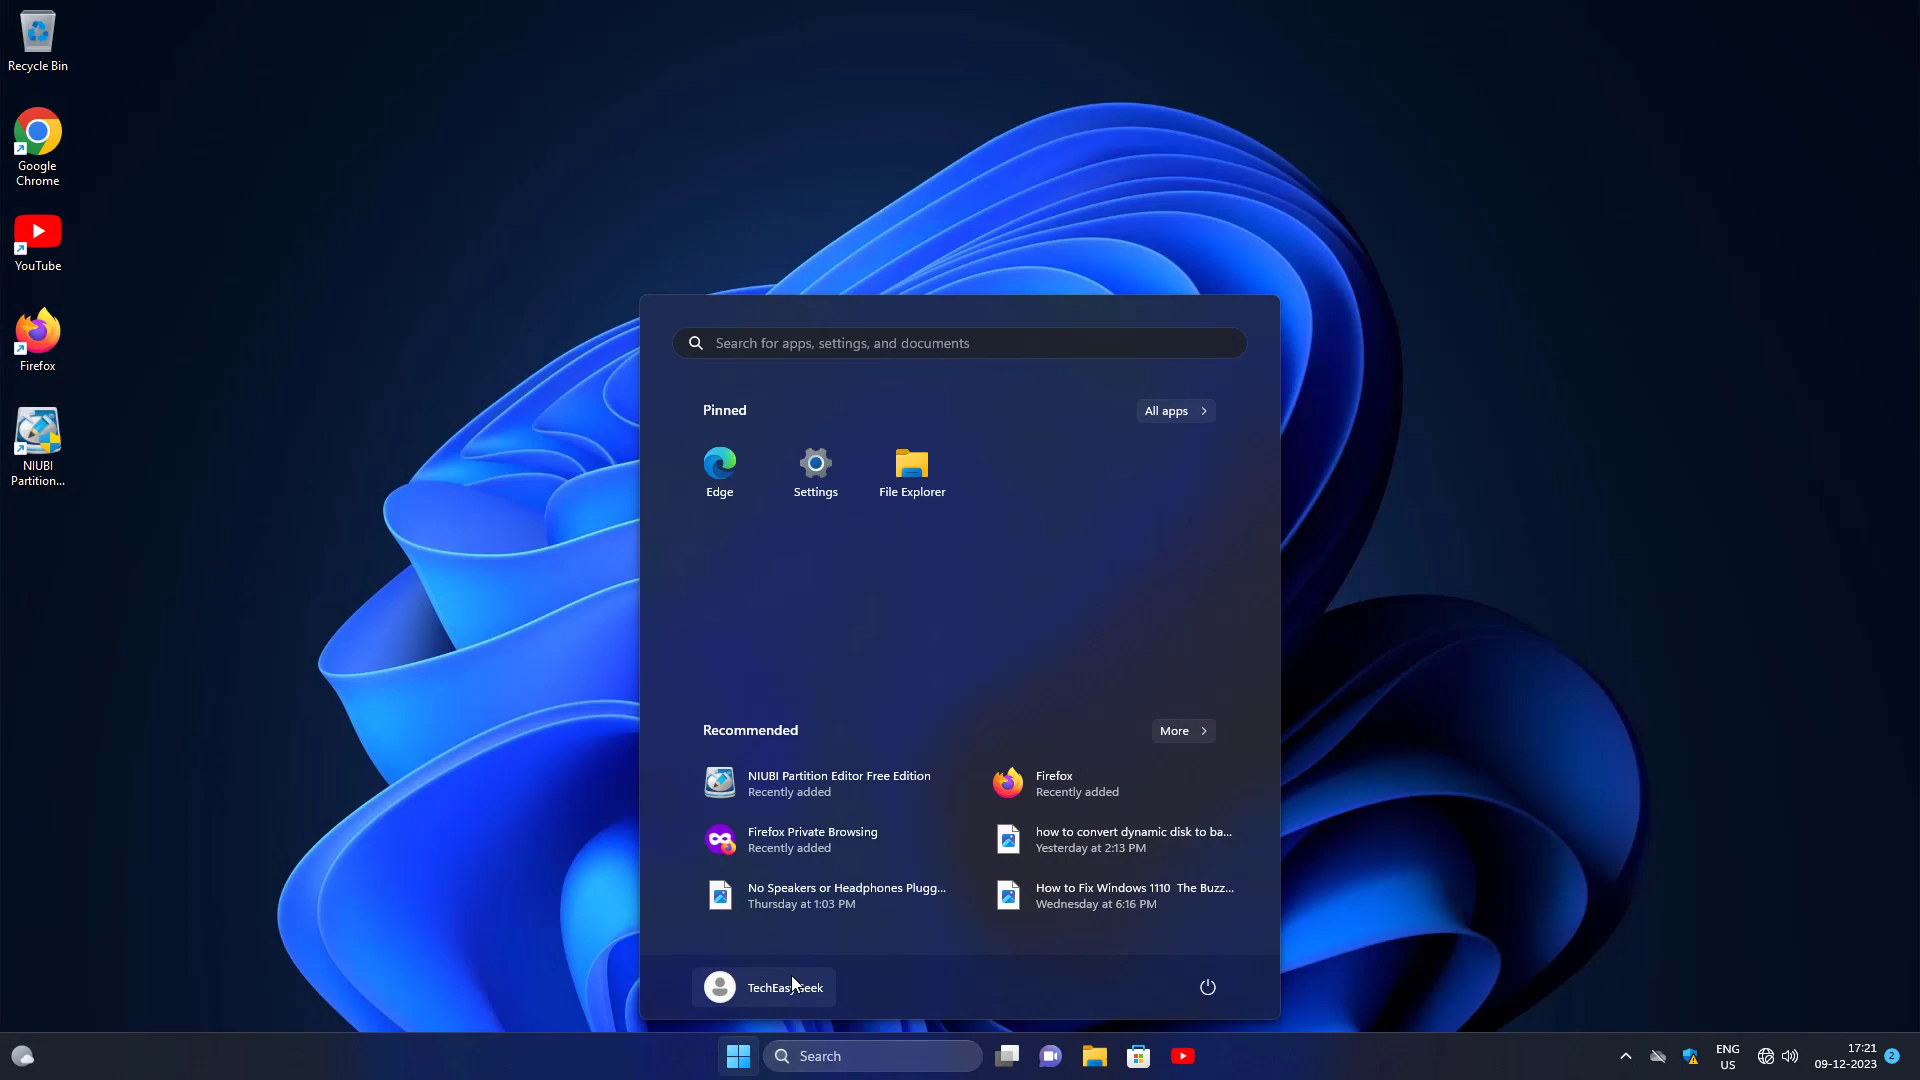 Recycle Bin
Google
Chrome
YouTube
Firefox
NIUBI
Partition...
Search for apps, settings, and documents
Pinned
All apps
Edge
Settings
File Explorer
Recommended
More
NIUBI Partition Editor Free Edition
Recently added
Firefox
Recently added
Firefox Private Browsing
Recently added
how to convert dynamic disk to ba...
Yesterday at 2:13 PM
No Speakers or Headphones Plugg...
Thursday at 1:03 PM
How to Fix Windows 1110 The Buzz...
Wednesday at 6:16 PM
TechEasyGeek
Search
ENG
US
17:21
09-12-2023
2